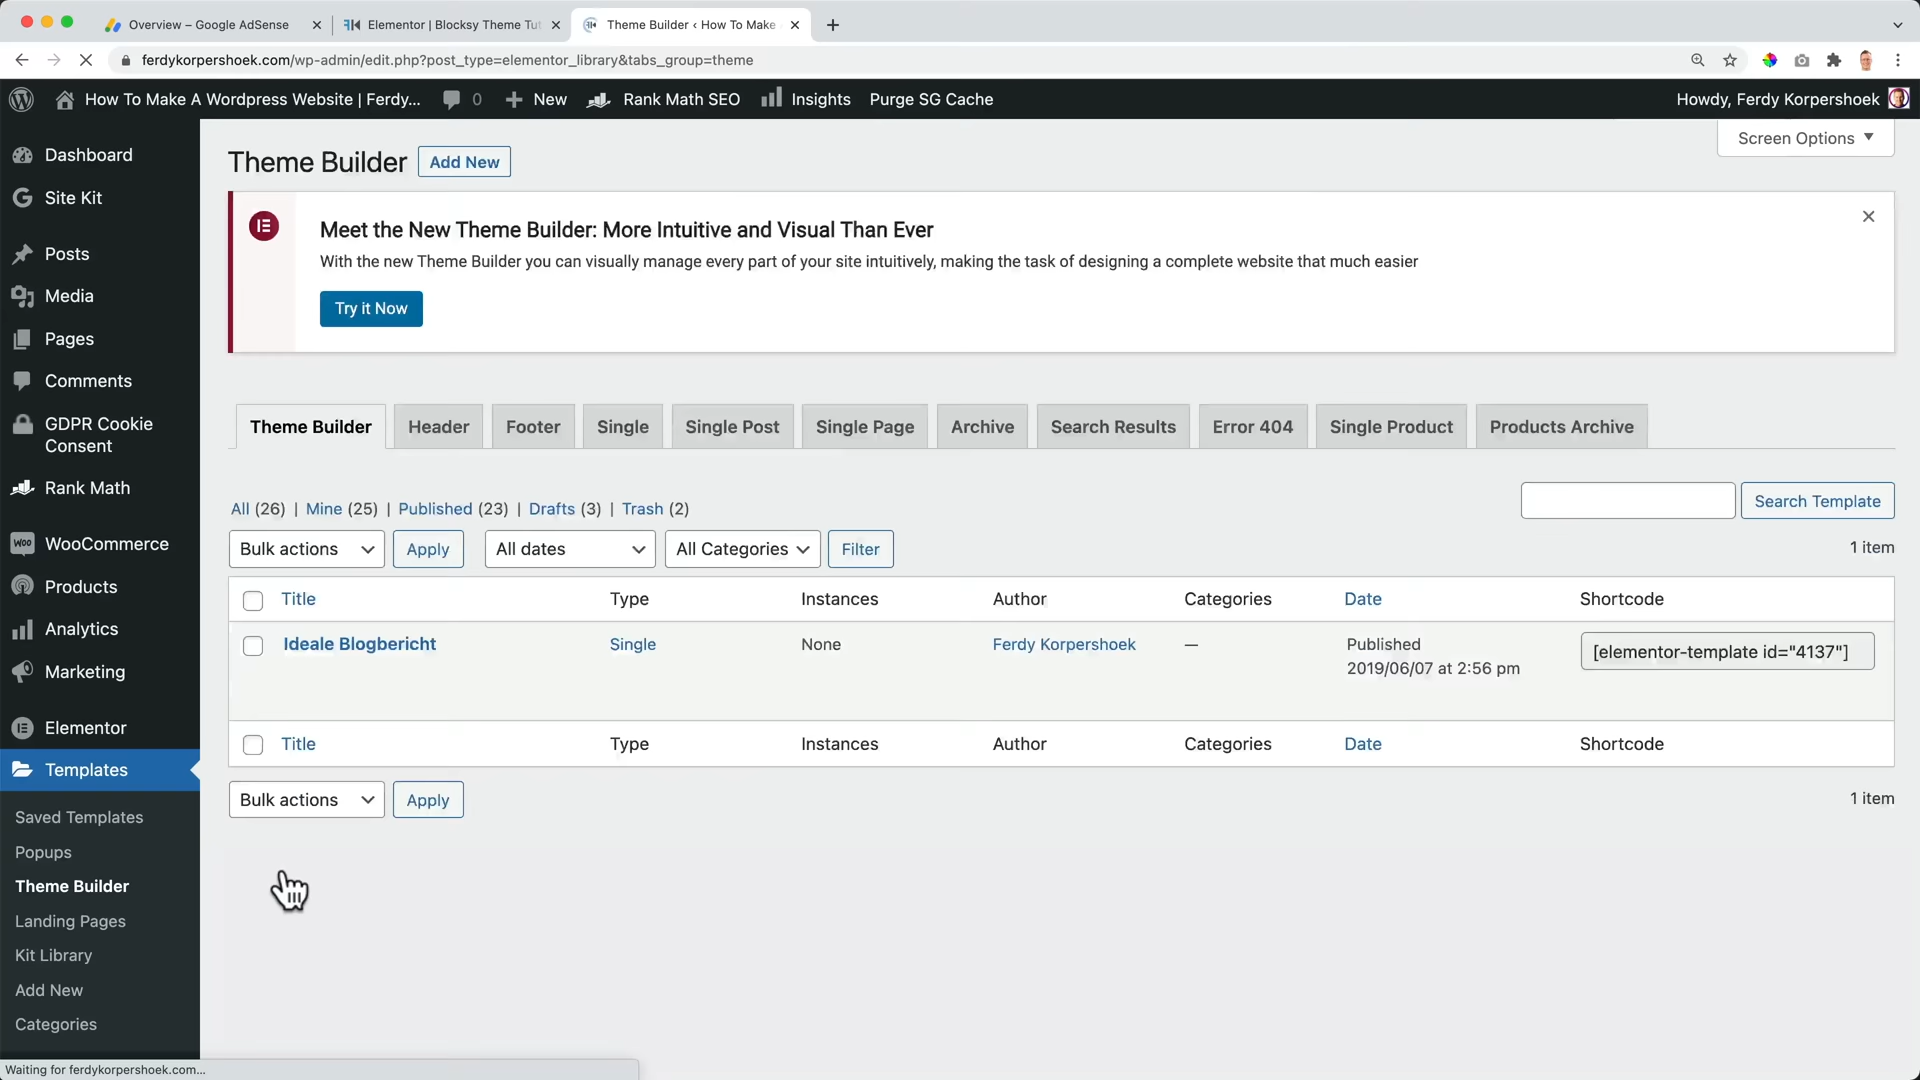 Overview – Google AdSense
Elementor | Blocksy Theme Tut
Theme Builder ‹ How To Make
ferdykorpershoek.com/wp-admin/edit.php?post_type=elementor_library&tabs_group=theme
How To Make A Wordpress Website | Ferdy... 0 New Rank Math SEO Insights Purge SG Cache Howdy, Ferdy Korpershoek
Screen Options
Dashboard
Site Kit
Posts
Media
Pages
Comments
GDPR Cookie
Consent
Rank Math
WooCommerce
Products
Analytics
Marketing
Elementor
Templates
Saved Templates
Popups
Theme Builder
Landing Pages
Kit Library
Add New
Categories
Theme Builder Add New
Meet the New Theme Builder: More Intuitive and Visual Than Ever
With the new Theme Builder you can visually manage every part of your site intuitively, making the task of designing a complete website that much easier
Try it Now
Theme Builder Header Footer Single Single Post Single Page Archive Search Results Error 404 Single Product Products Archive
All (26) | Mine (25) | Published (23) | Drafts (3) | Trash (2)
Search Template
Bulk actions Apply All dates All Categories Filter 1 item
Title Type Instances Author Categories Date Shortcode
Ideale Blogbericht Single None Ferdy Korpershoek — Published [elementor-template id="4137"]
2019/06/07 at 2:56 pm
Title Type Instances Author Categories Date Shortcode
Bulk actions Apply 1 item
Waiting for ferdykorpershoek.com...